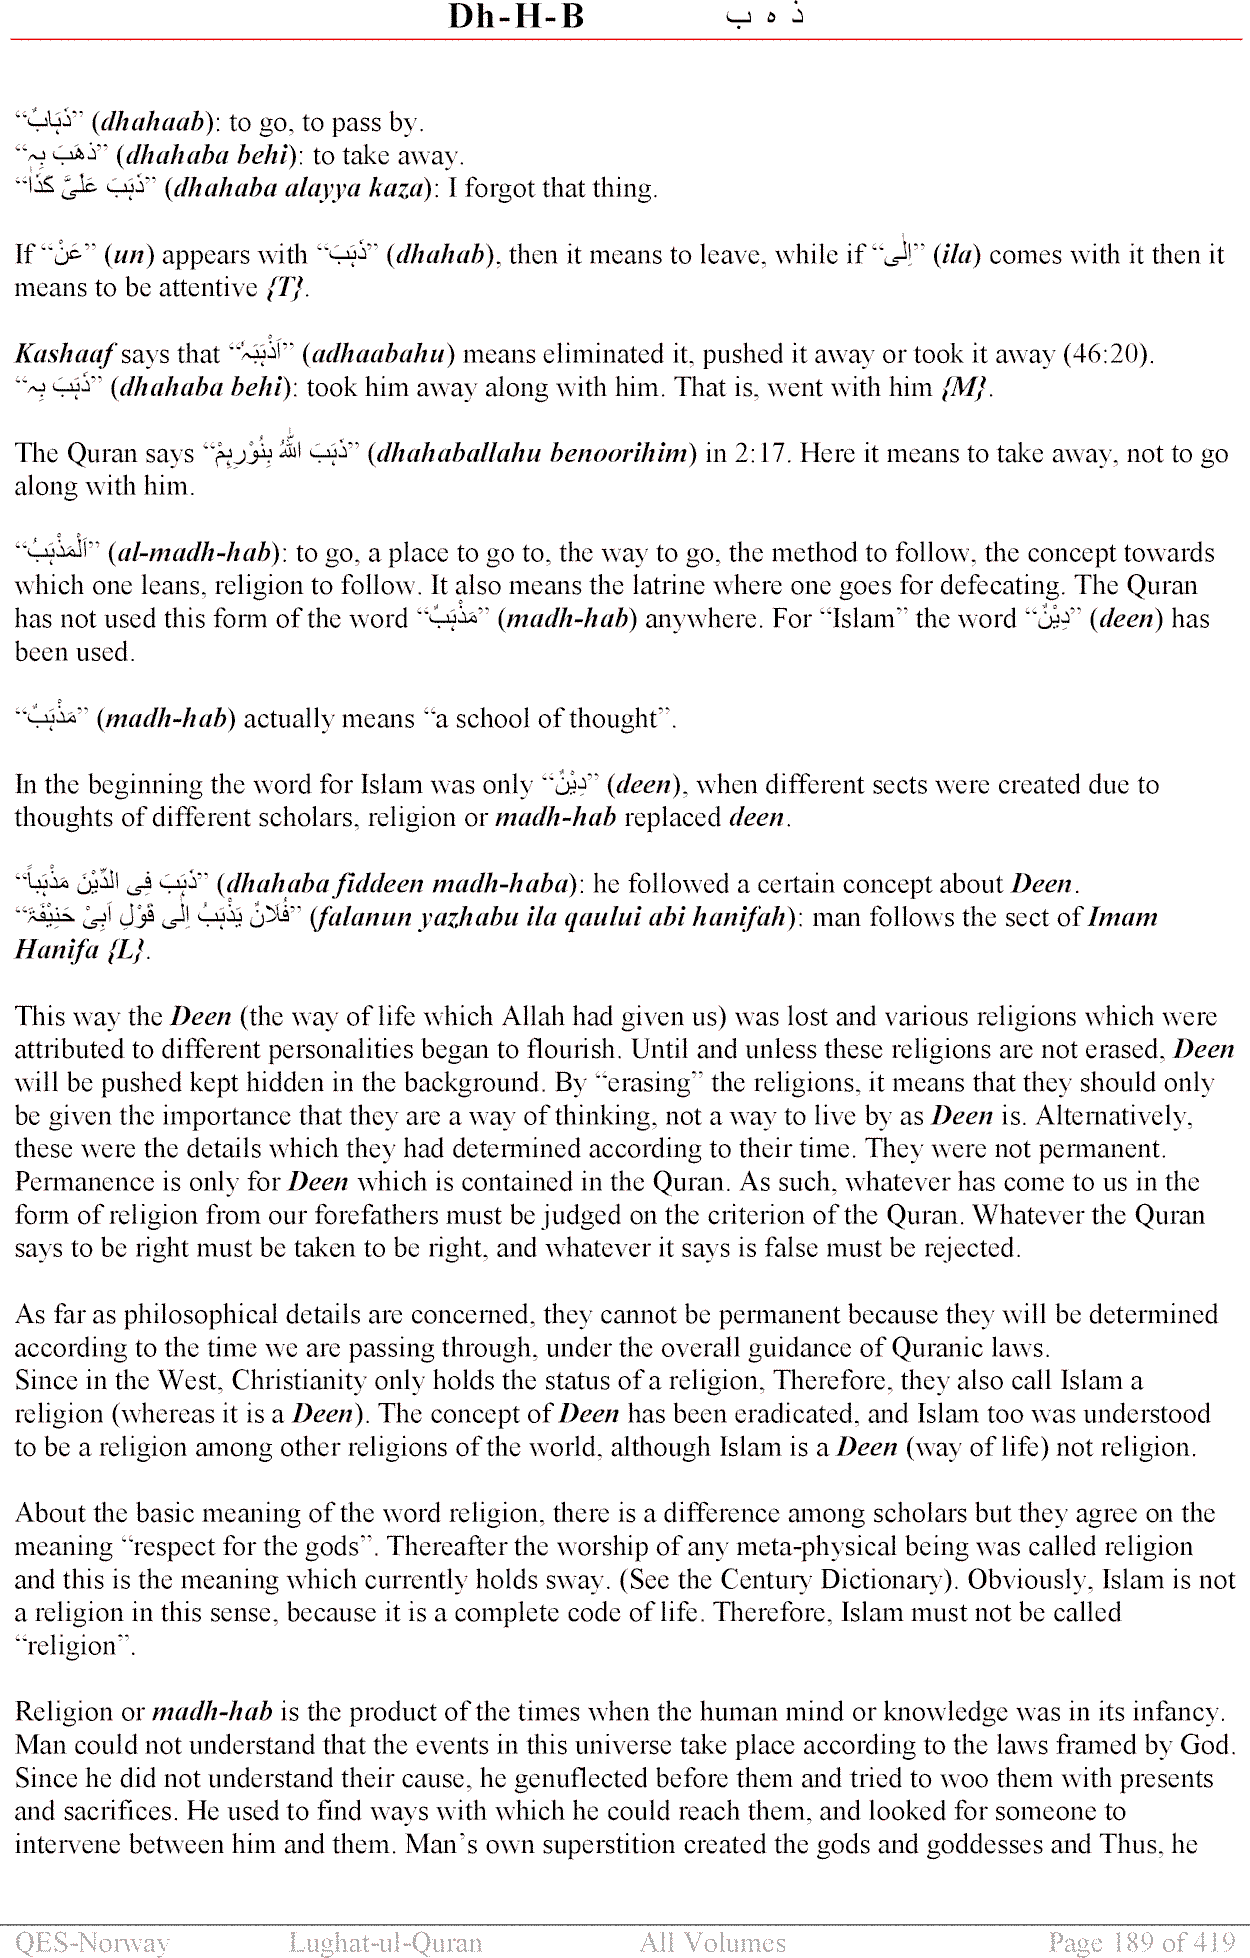 Dh-H-B ذ ه ب
“ذَہَابٌ” (dhahaab): to go, to pass by.
“ذهَبَ بِہٖ” (dhahaba behi): to take away.
“ذَہَبَ عَلَیَّ کَذَا” (dhahaba alayya kaza): I forgot that thing.
If “عَنْ” (un) appears with “ذَہَبَ” (dhahab), then it means to leave, while if “اِلٰی” (ila) comes with it then it
means to be attentive {T}.
Kashaaf says that “اَذْہَبَہٗ” (adhaabahu) means eliminated it, pushed it away or took it away (46:20).
“ذَہَبَ بِہٖ” (dhahaba behi): took him away along with him. That is, went with him {M}.
The Quran says “ذَہَبَ اللّٰہُ بِنُوْرِہِمْ” (dhahaballahu benoorihim) in 2:17. Here it means to take away, not to go
along with him.
“اَلْمَذْہَبُ” (al-madh-hab): to go, a place to go to, the way to go, the method to follow, the concept towards
which one leans, religion to follow. It also means the latrine where one goes for defecating. The Quran
has not used this form of the word “مَذْہَبٌ” (madh-hab) anywhere. For “Islam” the word “دِیْنٌ” (deen) has
been used.
“مَذْہَبٌ” (madh-hab) actually means “a school of thought”.
In the beginning the word for Islam was only “دِیْنٌ” (deen), when different sects were created due to
thoughts of different scholars, religion or madh-hab replaced deen.
“ذَہَبَ فِی الدِّیْنِ مَذْہَباً” (dhahaba fiddeen madh-haba): he followed a certain concept about Deen.
“فُلَانٌ یَذْہَبُ اِلٰی قَوْلِ اَبِیْ حَنِیْفَۃَ” (falanun yazhabu ila qaului abi hanifah): man follows the sect of Imam
Hanifa {L}.
This way the Deen (the way of life which Allah had given us) was lost and various religions which were
attributed to different personalities began to flourish. Until and unless these religions are not erased, Deen
will be pushed kept hidden in the background. By “erasing” the religions, it means that they should only
be given the importance that they are a way of thinking, not a way to live by as Deen is. Alternatively,
these were the details which they had determined according to their time. They were not permanent.
Permanence is only for Deen which is contained in the Quran. As such, whatever has come to us in the
form of religion from our forefathers must be judged on the criterion of the Quran. Whatever the Quran
says to be right must be taken to be right, and whatever it says is false must be rejected.
As far as philosophical details are concerned, they cannot be permanent because they will be determined
according to the time we are passing through, under the overall guidance of Quranic laws.
Since in the West, Christianity only holds the status of a religion, Therefore, they also call Islam a
religion (whereas it is a Deen). The concept of Deen has been eradicated, and Islam too was understood
to be a religion among other religions of the world, although Islam is a Deen (way of life) not religion.
About the basic meaning of the word religion, there is a difference among scholars but they agree on the
meaning “respect for the gods”. Thereafter the worship of any meta-physical being was called religion
and this is the meaning which currently holds sway. (See the Century Dictionary). Obviously, Islam is not
a religion in this sense, because it is a complete code of life. Therefore, Islam must not be called
“religion”.
Religion or madh-hab is the product of the times when the human mind or knowledge was in its infancy.
Man could not understand that the events in this universe take place according to the laws framed by God.
Since he did not understand their cause, he genuflected before them and tried to woo them with presents
and sacrifices. He used to find ways with which he could reach them, and looked for someone to
intervene between him and them. Man’s own superstition created the gods and goddesses and Thus, he
QES-Norway Lughat-ul-Quran All Volumes Page 189 of 419